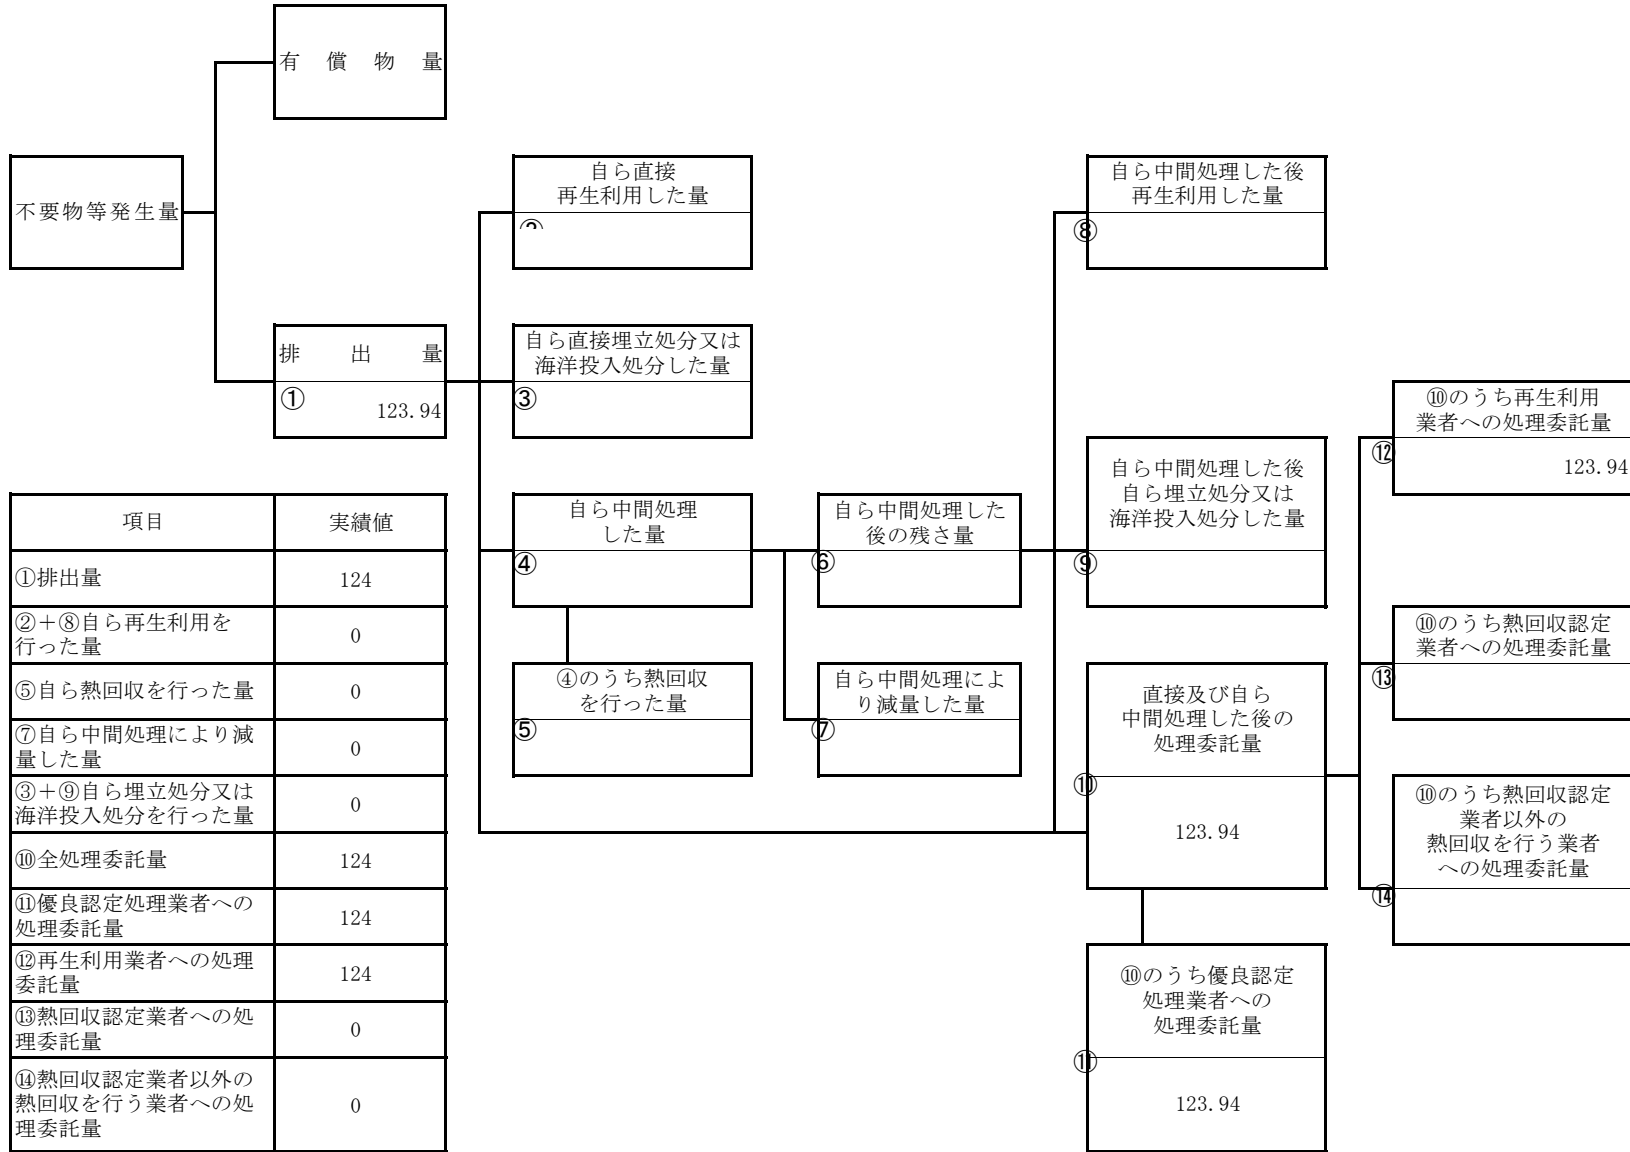 有償物量
不要物等発生量
自ら直接
再生利用した量
②
自ら中間処理した後
再生利用した量
⑧
排出量
①
123.94
自ら直接埋立処分又は
海洋投入処分した量
③
⑩のうち再生利用
業者への処理委託量
⑫
123.94
自ら中間処理した後
自ら埋立処分又は
海洋投入処分した量
⑨
自ら中間処理
した量
④
自ら中間処理した
後の残さ量
⑥
⑩のうち熱回収認定
業者への処理委託量
⑬
④のうち熱回収
を行った量
⑤
自ら中間処理によ
り減量した量
⑦
直接及び自ら
中間処理した後の
処理委託量
⑩
123.94
⑩のうち熱回収認定
業者以外の
熱回収を行う業者
への処理委託量
⑭
⑩のうち優良認定
処理業者への
処理委託量
⑪
123.94
項目 実績値
①排出量 124
②+⑧自ら再生利用を
行った量 0
⑤自ら熱回収を行った量 0
⑦自ら中間処理により減
量した量 0
③+⑨自ら埋立処分又は
海洋投入処分を行った量 0
⑩全処理委託量 124
⑪優良認定処理業者への
処理委託量 124
⑫再生利用業者への処理
委託量 124
⑬熱回収認定業者への処
理委託量 0
⑭熱回収認定業者以外の
熱回収を行う業者への処
理委託量 0